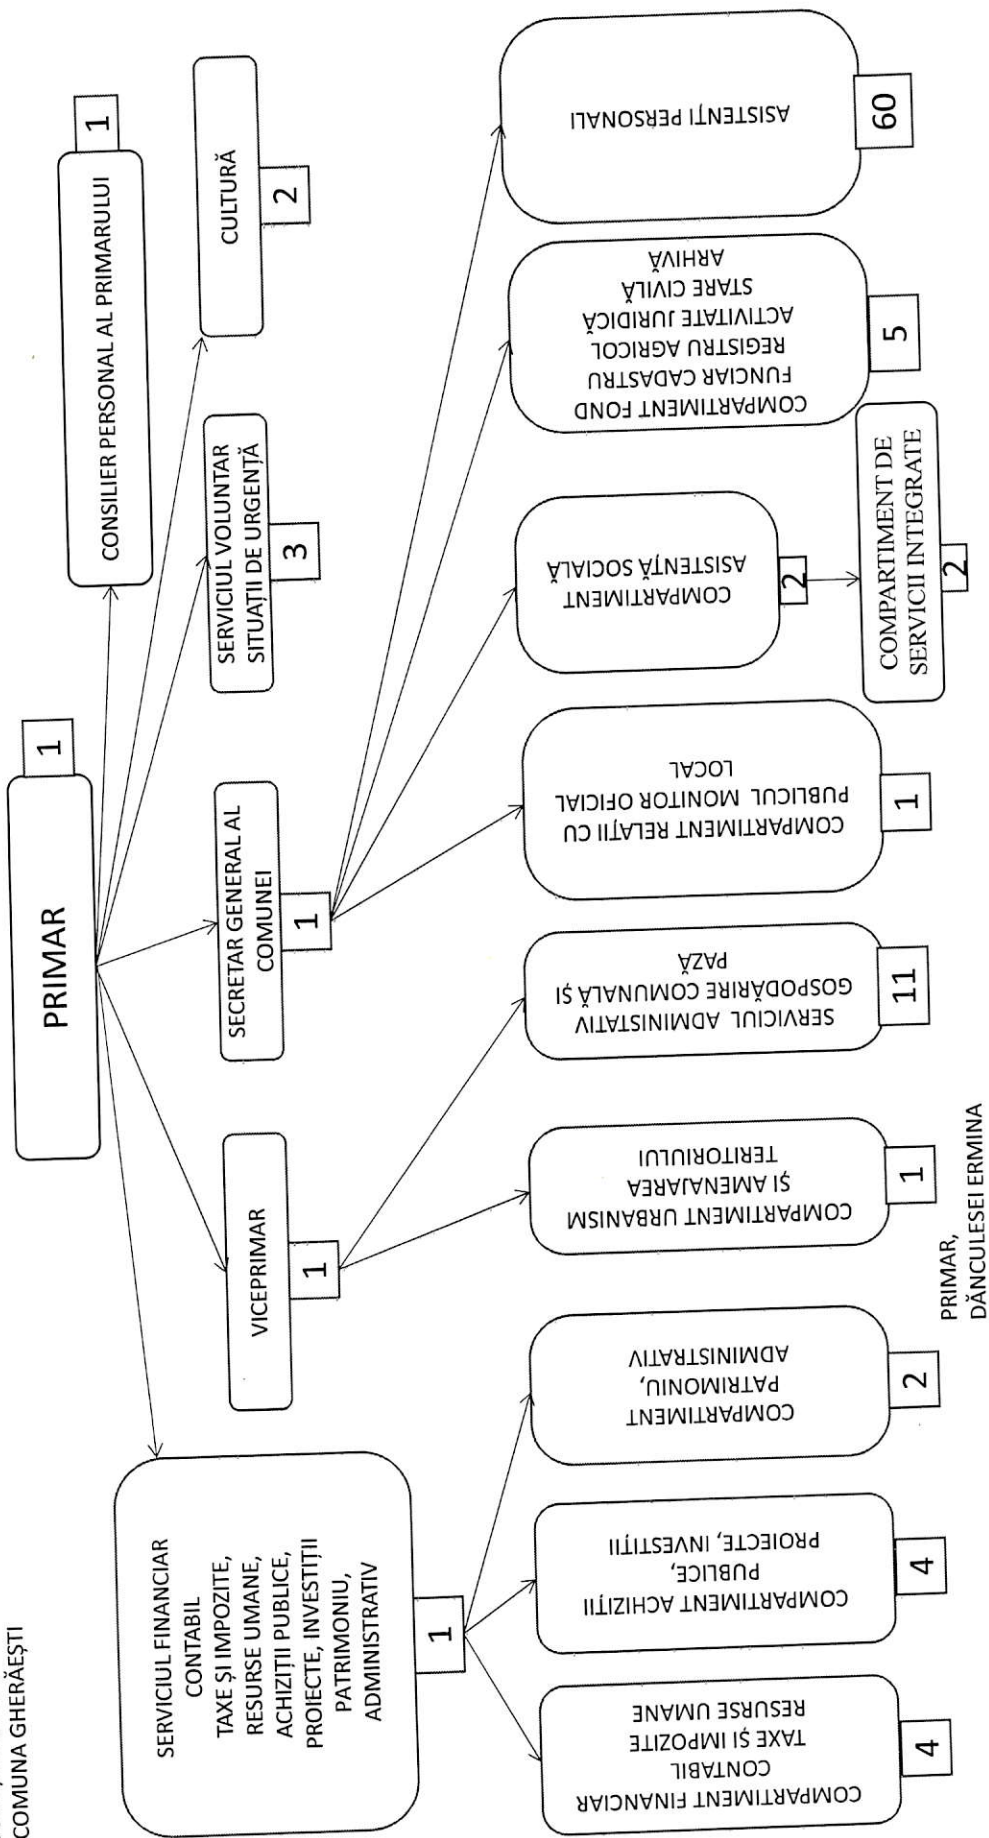 COMUNA GHERĂEȘTI
PRIMAR
1
CONSILIER PERSONAL AL PRIMARULUI
1
SERVICIUL FINANCIAR
CONTABIL
TAXE ȘI IMPOZITE,
RESURSE UMANE,
ACHIZIȚII PUBLICE,
PROIECTE, INVESTIȚII
PATRIMONIU,
ADMINISTRATIV
1
VICEPRIMAR
1
SECRETAR GENERAL AL
COMUNEI
1
SERVICIUL VOLUNTAR
SITUAȚII DE URGENȚĂ
3
CULTURĂ
2
COMPARTIMENT FINANCIAR
CONTABIL
TAXE ȘI IMPOZITE
RESURSE UMANE
4
COMPARTIMENT ACHIZIȚII
PUBLICE,
PROIECTE, INVESTIȚII
4
COMPARTIMENT
PATRIMONIU,
ADMINISTRATIV
2
COMPARTIMENT URBANISM
ȘI AMENAJAREA
TERITORIULUI
1
SERVICIUL ADMINISTATIV
GOSPODĂRIRE COMUNALĂ ȘI
PAZĂ
11
COMPARTIMENT RELAȚII CU
PUBLICUL MONITOR OFICIAL
LOCAL
1
COMPARTIMENT
ASISTENȚĂ SOCIALĂ
2
COMPARTIMENT DE
SERVICII INTEGRATE
2
COMPARTIMENT FOND
FUNCIAR CADASTRU
REGISTRU AGRICOL
ACTIVITATE JURIDICĂ
STARE CIVILĂ
ARHIVĂ
5
ASISTENȚI PERSONALI
60
PRIMAR,
DĂNCULESEI ERMINA